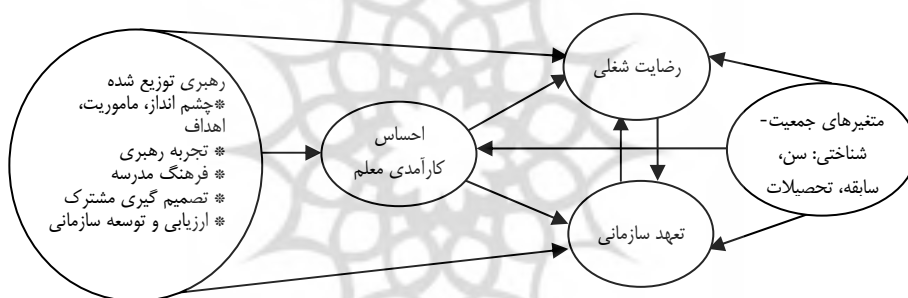 رهبری توزیع شده
*چشم انداز، ماموریت،
اهداف
* تجربه رهبری
* فرهنگ مدرسه
* تصمیم گیری مشترک
* ارزیابی و توسعه سازمانی
احساس
کارآمدی معلم
رضایت شغلی
تعهد سازمانی
متغیرهای جمعیت-
شناختی: سن،
سابقه، تحصیلات